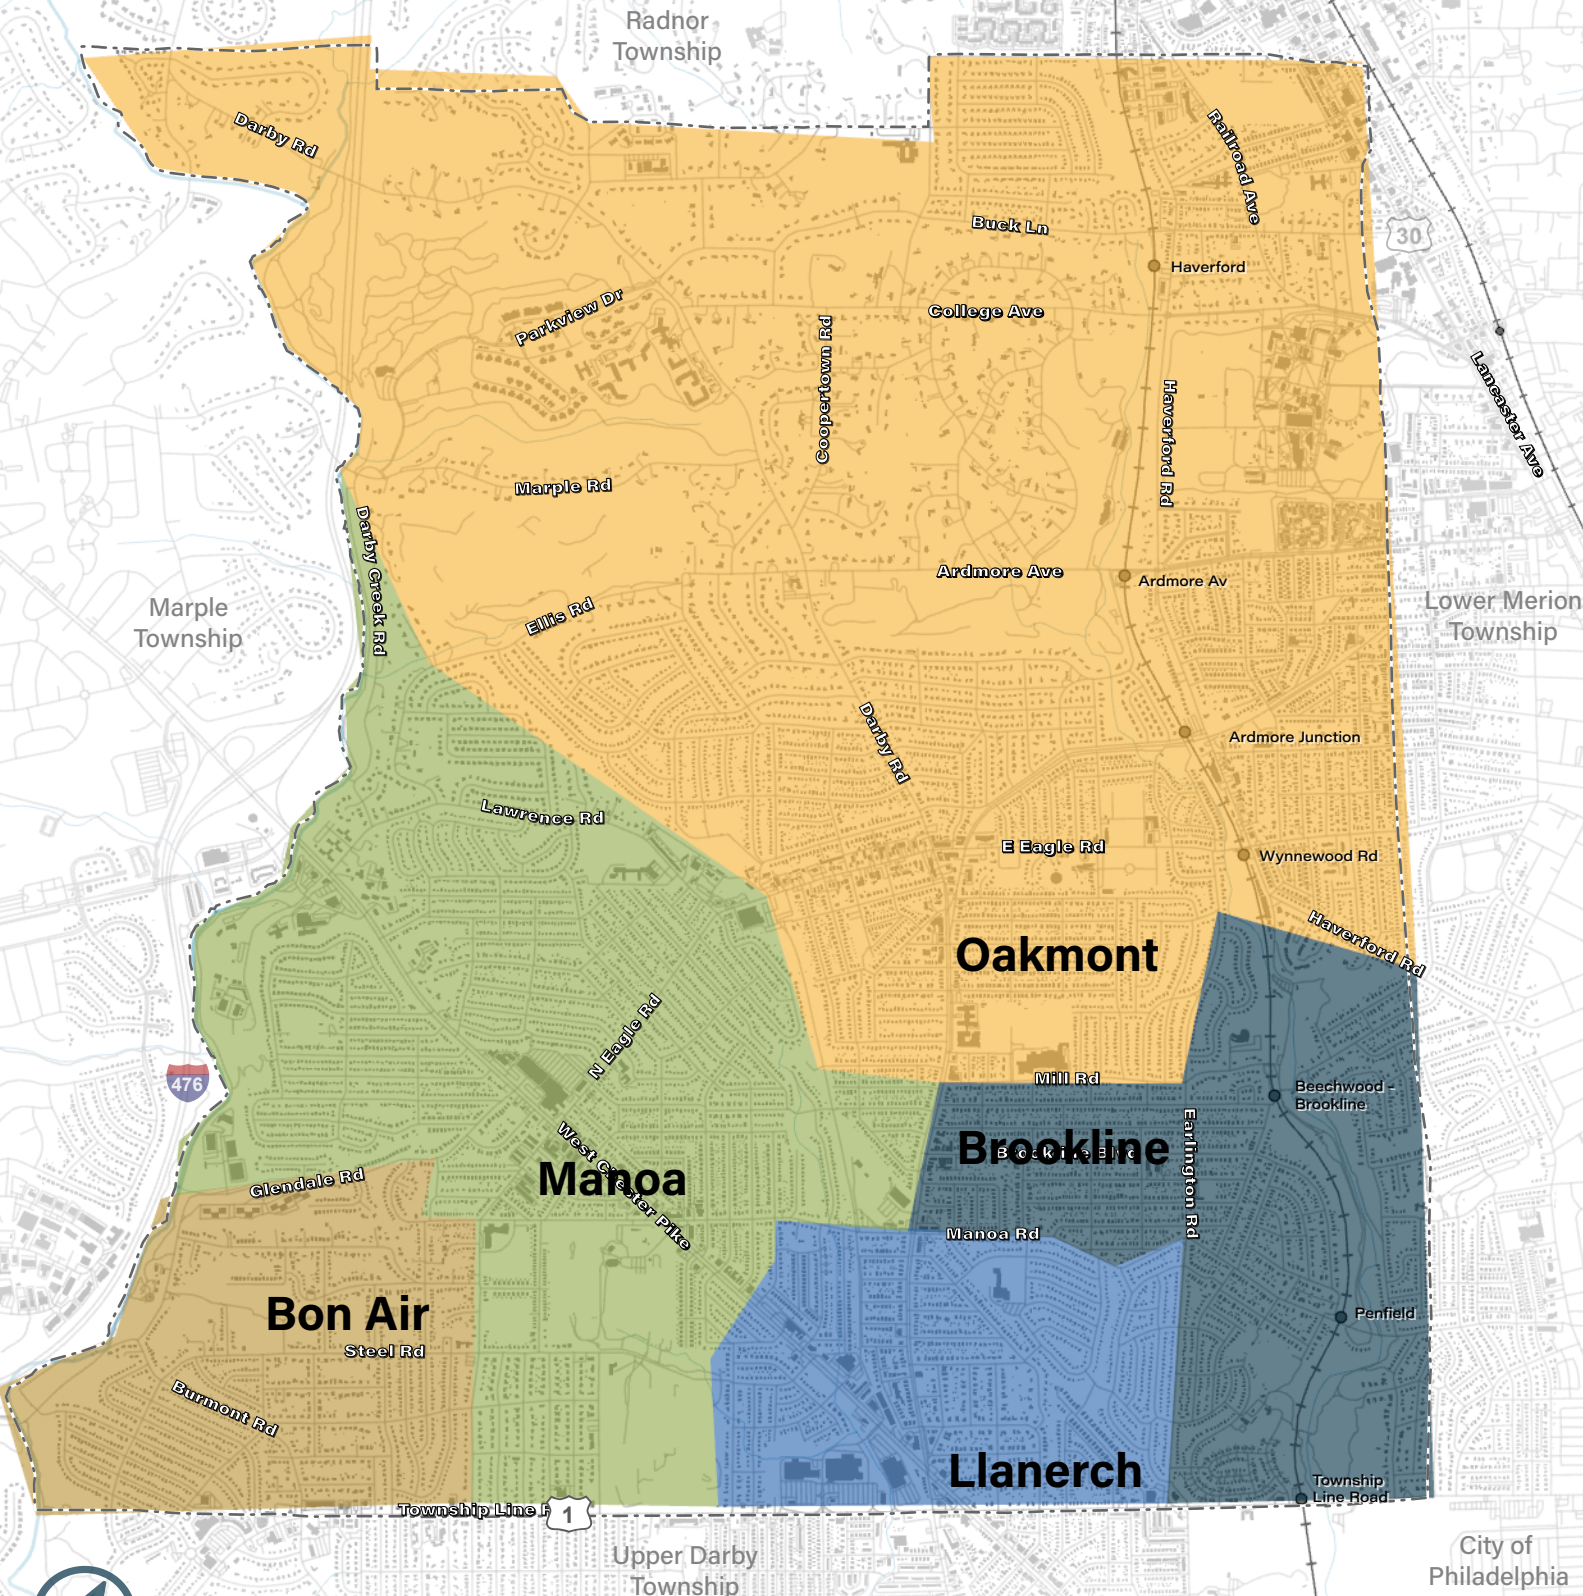 Radnor
Township
Darby Rd
Railroad Ave
Buck Ln
30
Haverford
Parkview Dr
College Ave
Coopertown Rd
Lancaster Ave
Haverford Rd
Marple Rd
Darby Creek Rd
Ardmore Ave
Ardmore Av
Marple
Township
Ellis Rd
Lower Merion
Township
Darby Rd
Ardmore Junction
Lawrence Rd
E Eagle Rd
Wynnewood Rd
Haverford Rd
Oakmont
N Eagle Rd
476
Mill Rd
Beechwood -
Brookline
Earlington Rd
Brookline
Brookline Blvd
West Chester Pike
Manoa
Glendale Rd
Manoa Rd
Bon Air
Steel Rd
Penfield
Burmont Rd
Llanerch
Township
Line Road
Township Line R
1
Upper Darby
Township
City of
Philadelphia